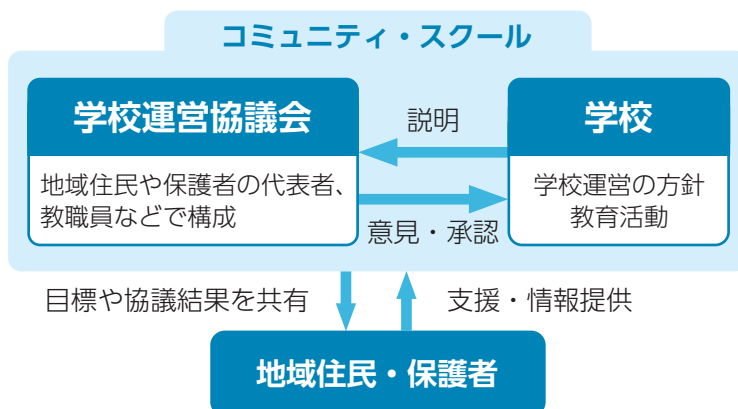 コミュニティ・スクール
学校運営協議会
地域住民や保護者の代表者、
教職員などで構成
説明
意見・承認
学校
学校運営の方針
教育活動
目標や協議結果を共有
支援・情報提供
地域住民・保護者